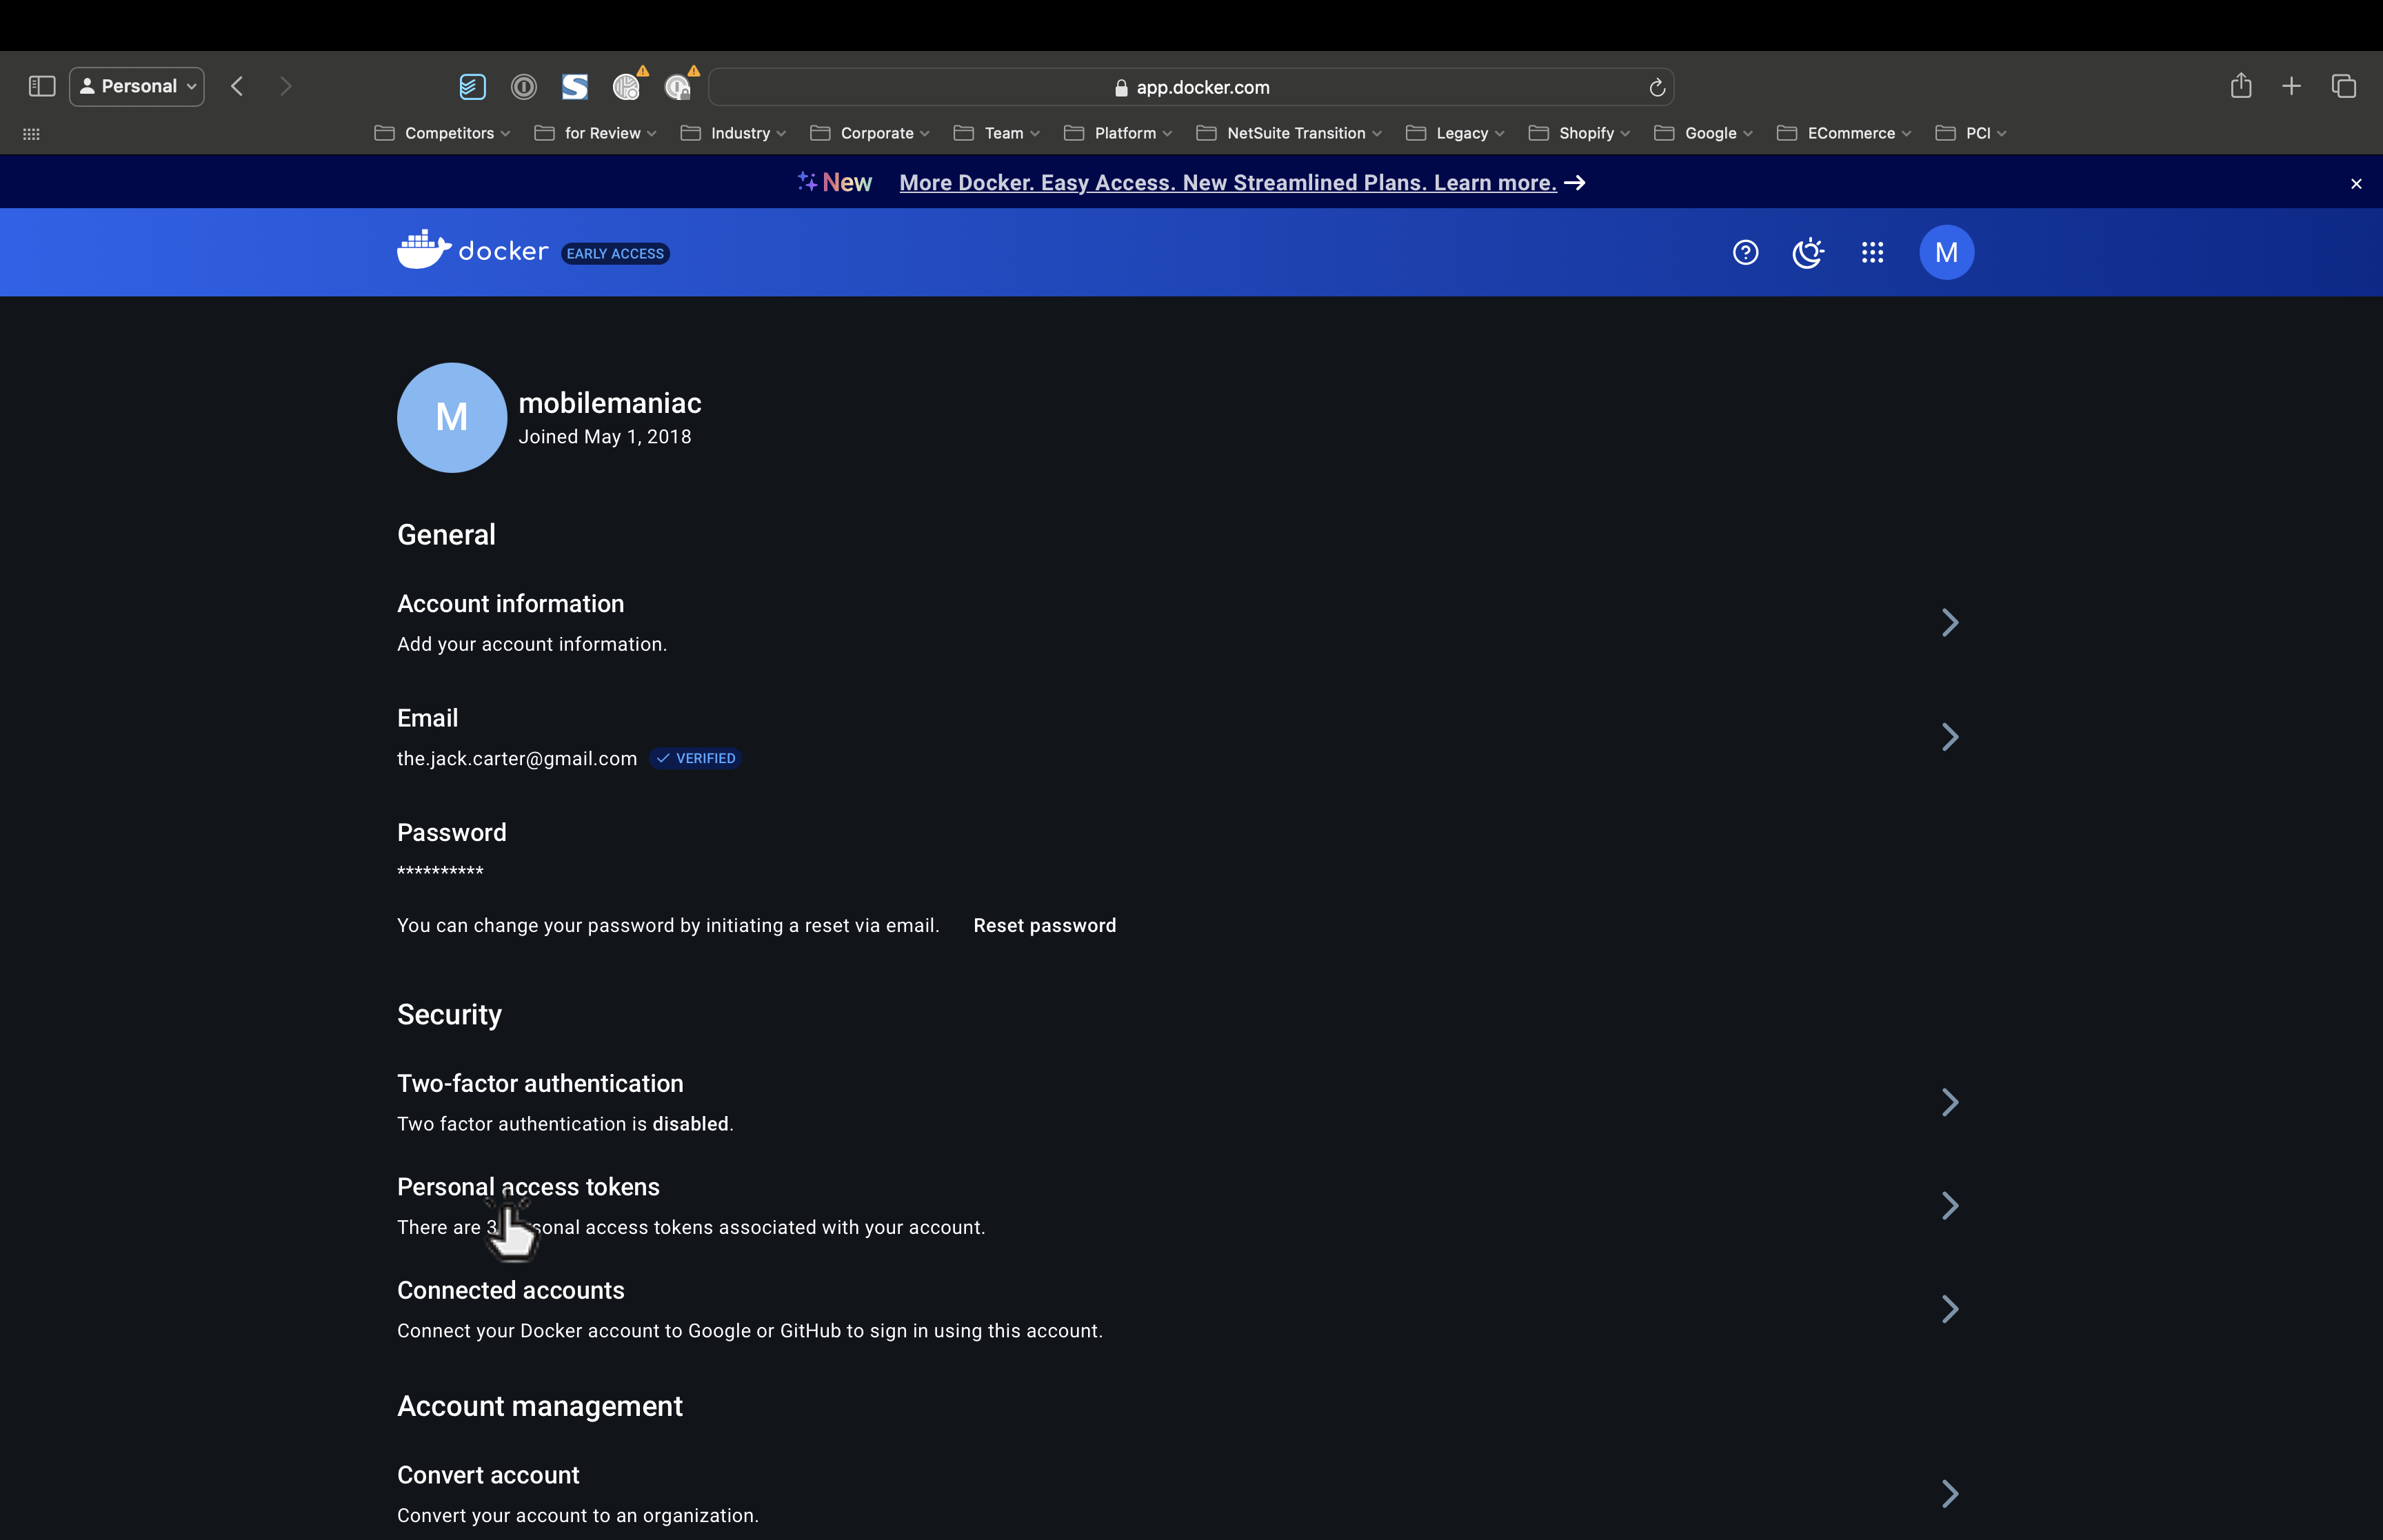 Personal
app.docker.com
Competitors for Review Industry Corporate Team Platform NetSuite Transition Legacy Shopify Google ECommerce PCI
New More Docker. Easy Access. New Streamlined Plans. Learn more. →
docker EARLY ACCESS
M
M
mobilemaniac
Joined May 1, 2018
General
Account information
Add your account information.
Email
the.jack.carter@gmail.com VERIFIED
Password
**********
You can change your password by initiating a reset via email. Reset password
Security
Two-factor authentication
Two factor authentication is disabled.
Personal access tokens
There are 3 personal access tokens associated with your account.
Connected accounts
Connect your Docker account to Google or GitHub to sign in using this account.
Account management
Convert account
Convert your account to an organization.